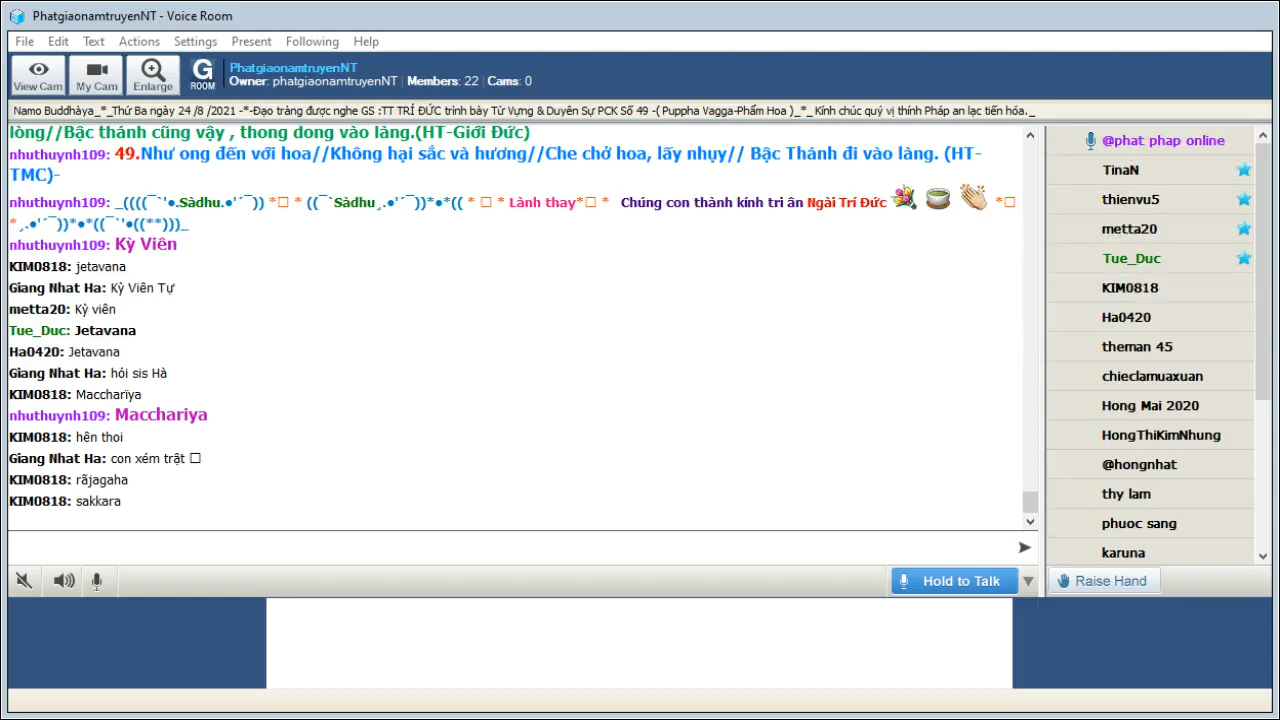 PhatgiaonamtruyenNT - Voice Room
File Edit Text Actions Settings Present Following Help
View Cam My Cam Enlarge G ROOM
PhatgiaonamtruyenNT
Owner: phatgiaonamtruyenNT | Members: 22 | Cams: 0
Namo Buddhàya_*_Thứ Ba ngày 24 /8 /2021 -*-Đạo tràng được nghe GS :TT TRÍ ĐỨC trình bày Từ Vựng & Duyên Sự PCK Số 49 -( Puppha Vagga-Phẩm Hoa )_*_Kính chúc quý vị thính Pháp an lạc tiến hóa._
lòng//Bậc thánh cũng vậy , thong dong vào làng.(HT-Giới Đức)
nhuthuynh109: 49.Như ong đến với hoa//Không hại sắc và hương//Che chở hoa, lấy nhụy// Bậc Thánh đi vào làng. (HT-
TMC)-
nhuthuynh109: _((((¯`'•.Sàdhu.•'´¯)) *□ * ((¯`Sàdhu¸.•'´¯))*•*(( * □ * Lành thay*□ * Chúng con thành kính tri ân Ngài Trí Đức *□
*¸.•'´¯))*•*((¯`'•((**)))_
nhuthuynh109: Kỳ Viên
KIM0818: jetavana
Giang Nhat Ha: Kỳ Viên Tự
metta20: Kỳ viên
Tue_Duc: Jetavana
Ha0420: Jetavana
Giang Nhat Ha: hỏi sis Hà
KIM0818: Maccharïya
nhuthuynh109: Macchariya
KIM0818: hên thoi
Giang Nhat Ha: con xém trật □
KIM0818: rãjagaha
KIM0818: sakkara
@phat phap online
TinaN
thienvu5
metta20
Tue_Duc
KIM0818
Ha0420
theman 45
chieclamuaxuan
Hong Mai 2020
HongThiKimNhung
@hongnhat
thy lam
phuoc sang
karuna
Hold to Talk
Raise Hand